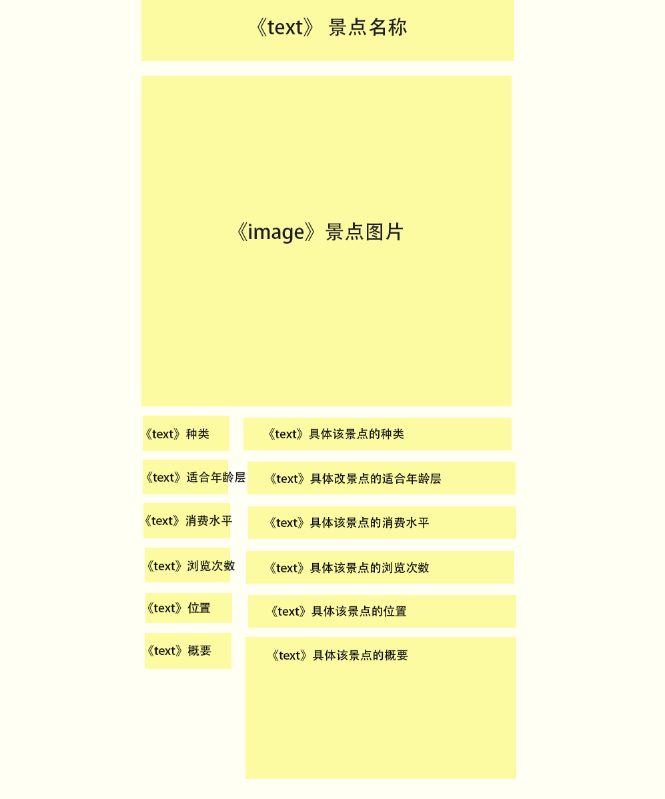 《text》 景点名称
《image》景点图片
《text》种类 《text》具体该景点的种类
《text》适合年龄层 《text》具体改景点的适合年龄层
《text》消费水平 《text》具体该景点的消费水平
《text》浏览次数 《text》具体该景点的浏览次数
《text》位置 《text》具体该景点的位置
《text》概要 《text》具体该景点的概要